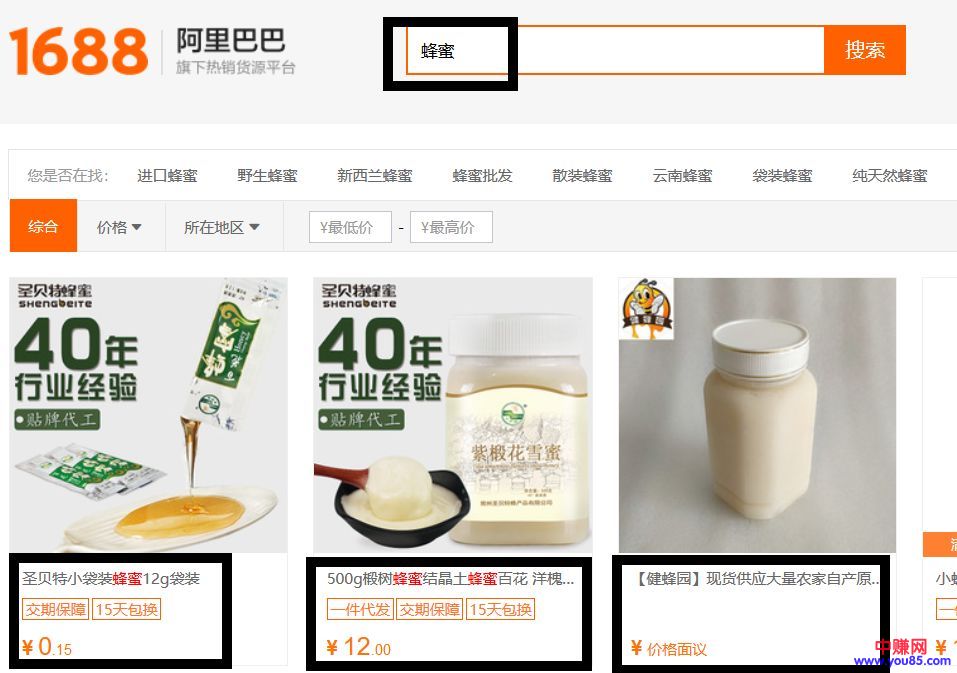 1688 阿里巴巴
旗下热销货源平台
蜂蜜
搜索
您是否在找： 进口蜂蜜 野生蜂蜜 新西兰蜂蜜 蜂蜜批发 散装蜂蜜 云南蜂蜜 袋装蜂蜜 纯天然蜂蜜
综合 价格 所在地区 ¥最低价 - ¥最高价
圣贝特蜂蜜
SHENGBEITE
40年
行业经验
贴牌代工
圣贝特蜂蜜
SHENGBEITE
40年
行业经验
贴牌代工
紫椴花雪蜜
圣贝特小袋装蜂蜜12g袋装
交期保障 15天包换
¥ 0.15
500g椴树蜂蜜结晶土蜂蜜百花 洋槐...
一件代发 交期保障 15天包换
¥ 12.00
【健蜂园】现货供应大量农家自产原...
¥ 价格面议
小
一
¥ 1
中赚网
www.you85.com